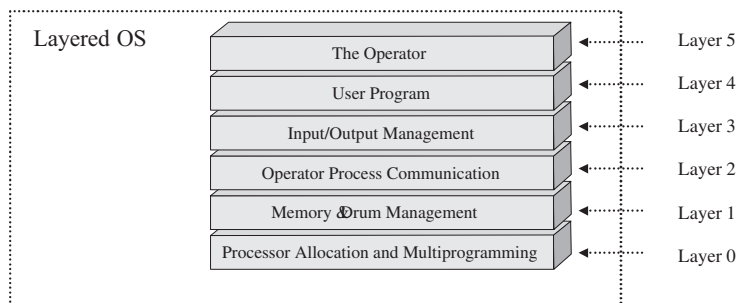 Layered OS
The Operator
Layer 5
User Program
Layer 4
Input/Output Management
Layer 3
Operator Process Communication
Layer 2
Memory &Drum Management
Layer 1
Processor Allocation and Multiprogramming
Layer 0